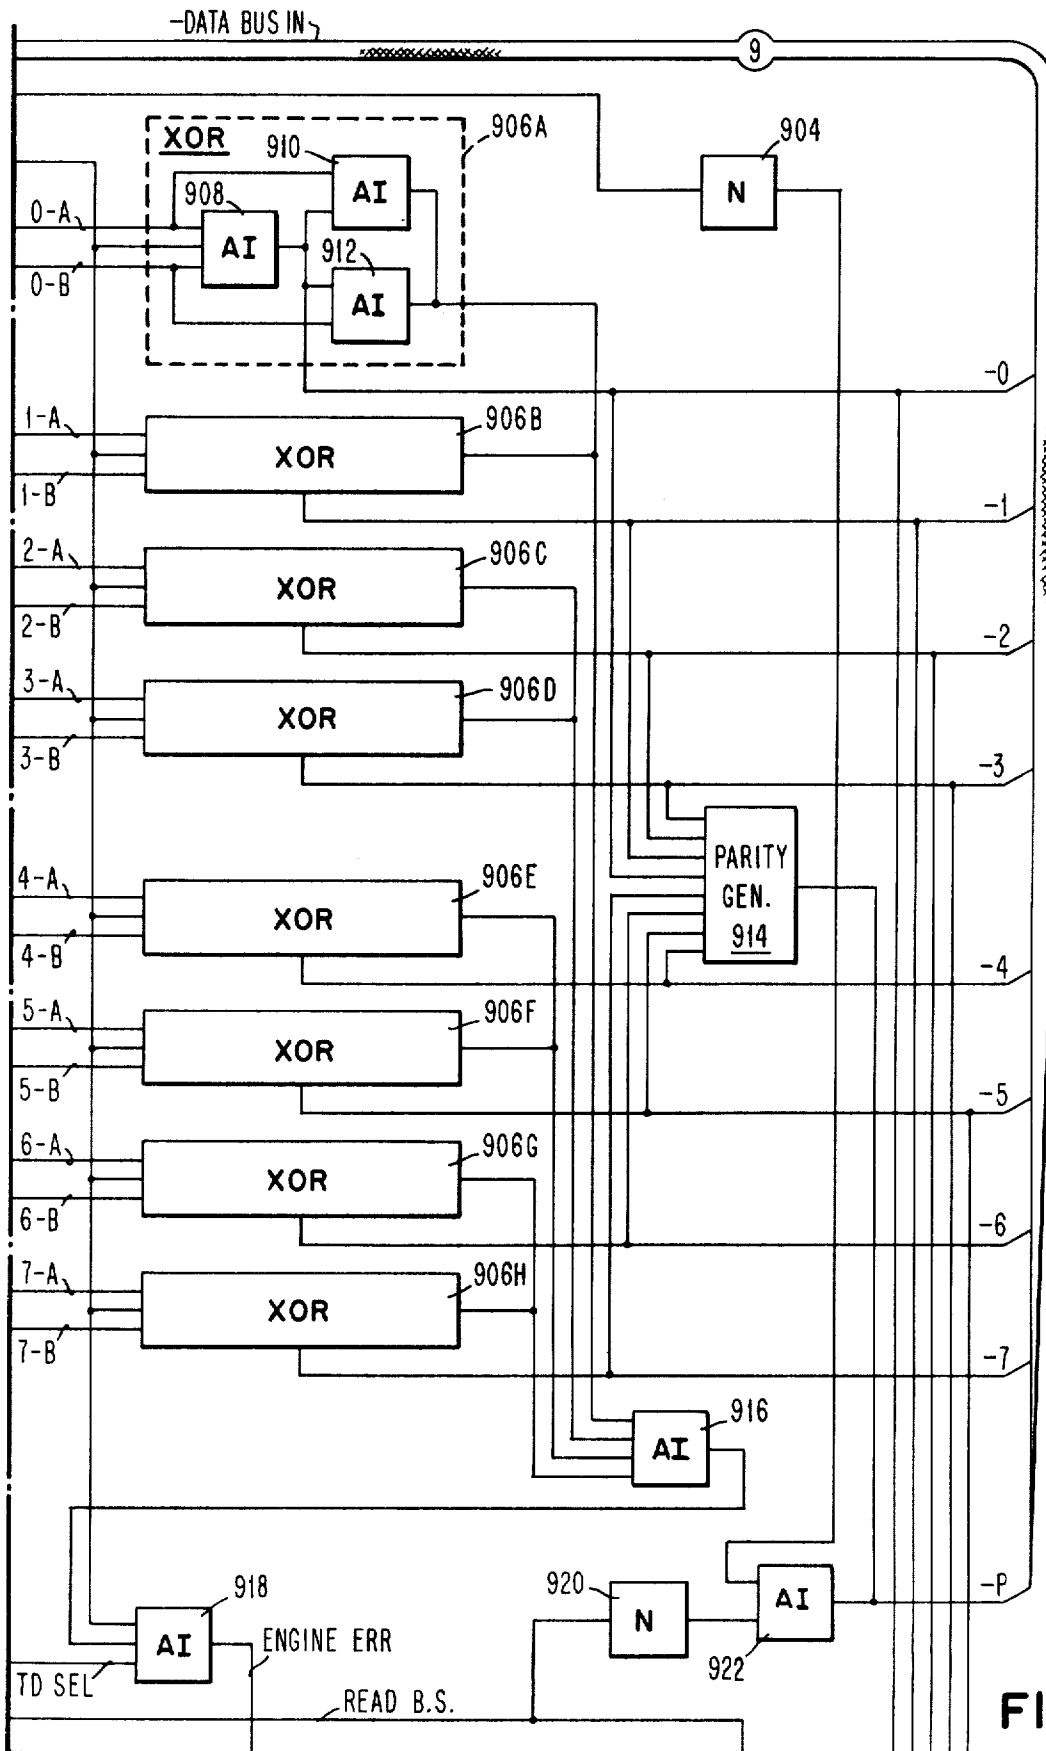 -DATA BUS IN
9
XOR
906A
910
904
AI
N
908
0-A
AI
912
AI
0-B
-0
1-A
906B
XOR
1-B
-1
2-A
906C
XOR
2-B
-2
3-A
906D
XOR
3-B
-3
PARITY
GEN.
914
4-A
906E
XOR
4-B
-4
5-A
906F
XOR
5-B
-5
6-A
906G
XOR
6-B
-6
7-A
906H
XOR
7-B
-7
916
AI
918
920
AI
N
AI
-P
ENGINE ERR
922
TD SEL
READ B.S.
FI